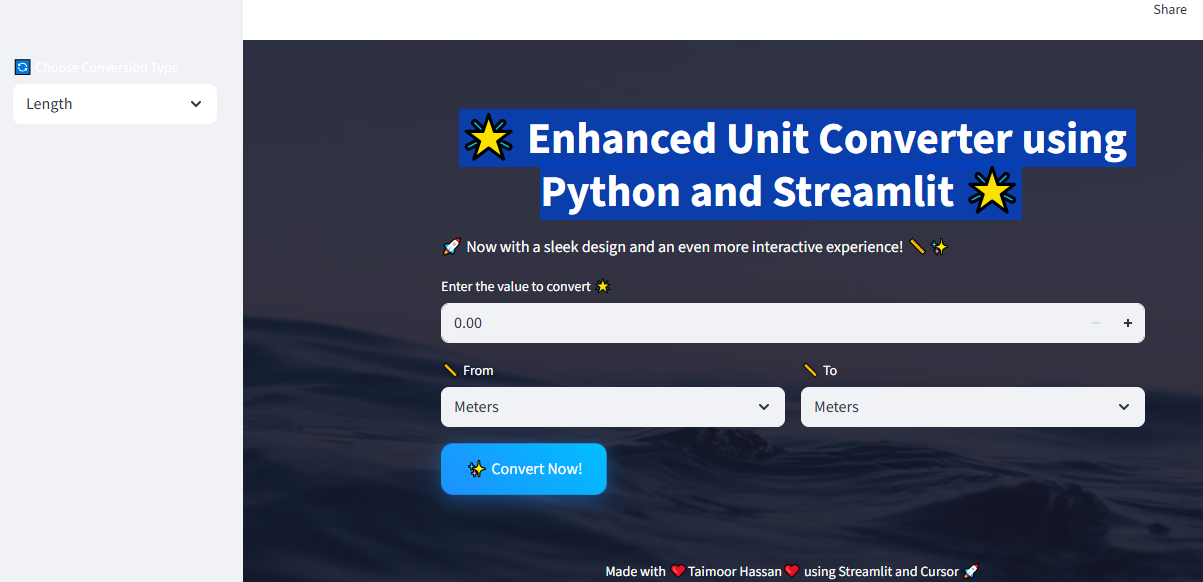 Share
🔄 Choose Conversion Type
Length
🌟 Enhanced Unit Converter using
Python and Streamlit 🌟
🚀 Now with a sleek design and an even more interactive experience! 📏 ✨
Enter the value to convert 🌟
0.00
📏 From
📏 To
Meters
Meters
✨ Convert Now!
Made with ❤️ Taimoor Hassan ❤️ using Streamlit and Cursor 🚀